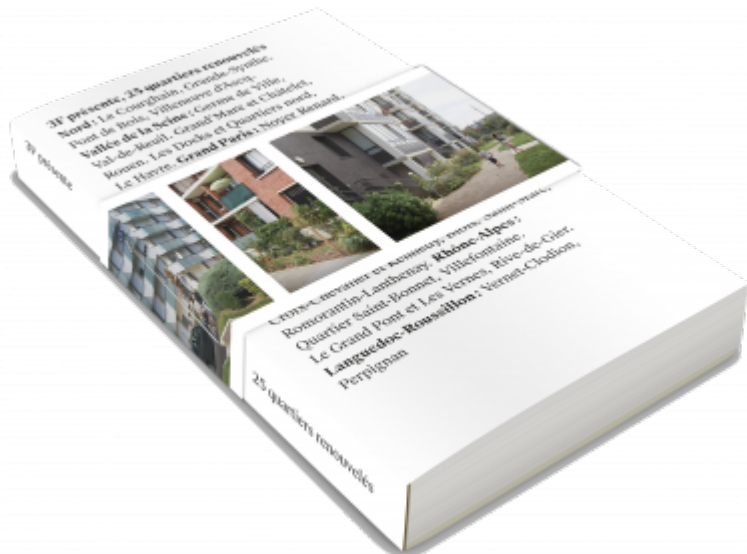 3F présente, 25 quartiers renouvelés
Nord : Le Courghain, Grande-Synthe,
Pont de Bois, Villeneuve d'Ascq.
Vallée de la Seine : Germe de Ville,
Val-de-Reuil, Grand'Mare et Châtelet,
Rouen, Les Docks et Quartiers nord,
Le Havre. Grand Paris : Noyer Renard,
Romorantin-Lanthenay. Rhône-Alpes :
Quartier Saint-Bonnet, Villefontaine,
Le Grand Pont et Les Vernes, Rive-de-Gier.
Languedoc-Roussillon : Vernet-Clodion,
Perpignan
3F présente
25 quartiers renouvelés